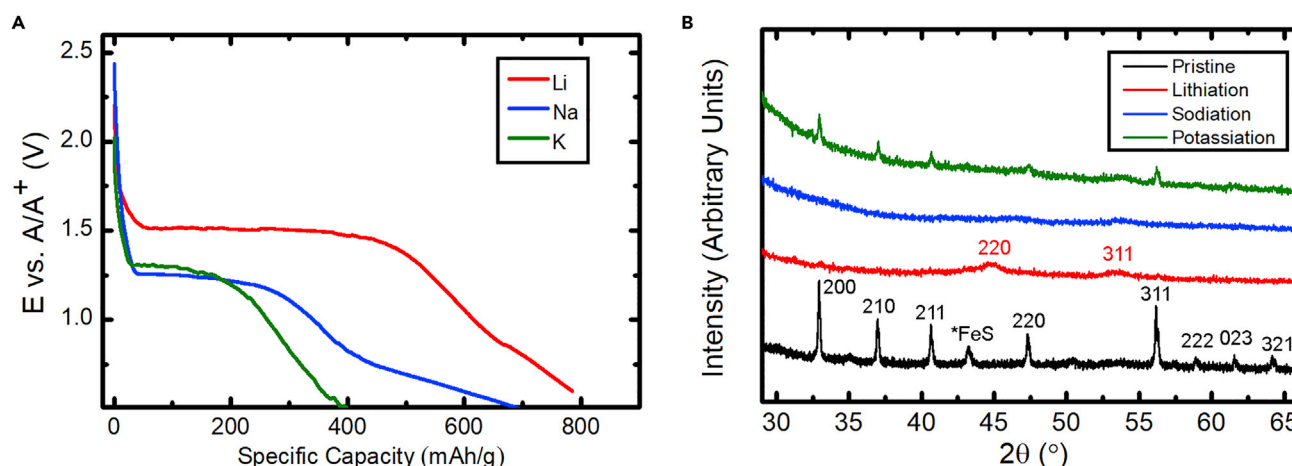 A
2.5
2.0
1.5
1.0
E vs. A/A⁺ (V)
Li
Na
K
0
200
400
600
800
Specific Capacity (mAh/g)
B
Intensity (Arbitrary Units)
Pristine
Lithiation
Sodiation
Potassiation
220
311
200
210
211
*FeS
220
311
222
023
321
30
35
40
45
50
55
60
65
2θ (°)